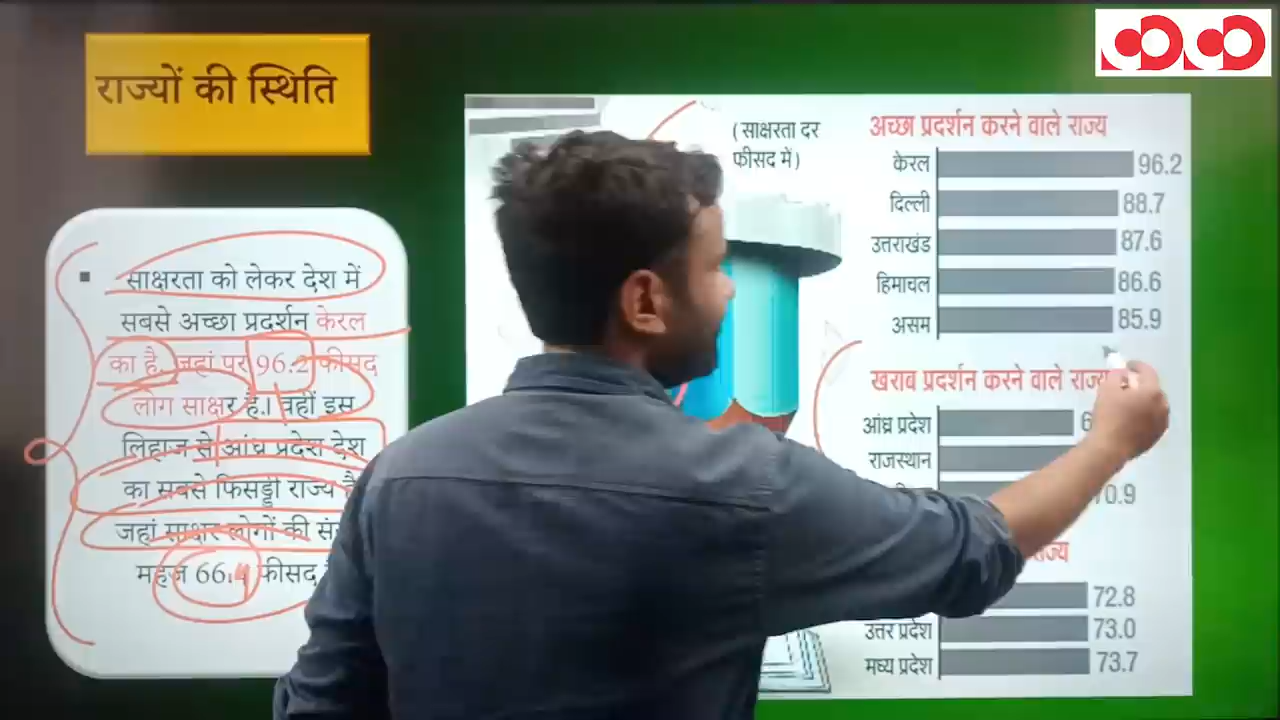 राज्यों की स्थिति
▪ साक्षरता को लेकर देश में
सबसे अच्छा प्रदर्शन केरल
का है. जहां पर 96.2 फीसद
लोग साक्षर है.। वहीं इस
लिहाज से आंध्र प्रदेश देश
का सबसे फिसड्डी राज्य है
जहां साक्षर लोगों की
महज 66.4 फीसद
(साक्षरता दर
फीसद में)
अच्छा प्रदर्शन करने वाले राज्य
केरल 96.2
दिल्ली 88.7
उत्तराखंड 87.6
हिमाचल 86.6
असम 85.9
खराब प्रदर्शन करने वाले राज्य
आंध्र प्रदेश
राजस्थान
70.9
राज्य
72.8
उत्तर प्रदेश 73.0
मध्य प्रदेश 73.7